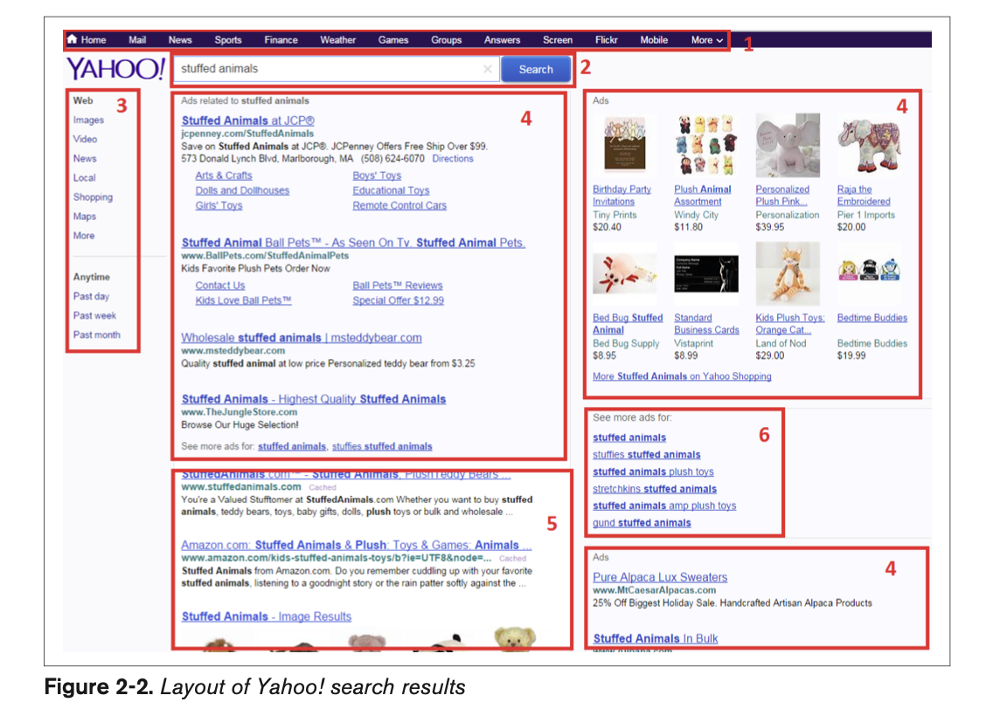 Home Mail News Sports Finance Weather Games Groups Answers Screen Flickr Mobile More
1
YAHOO!
stuffed animals
×
Search
2
Web
3
Images
Video
News
Local
Shopping
Maps
More
Anytime
Past day
Past week
Past month
Ads related to stuffed animals
4
Stuffed Animals at JCP®
jcpenney.com/StuffedAnimals
Save on Stuffed Animals at JCP®. JCPenney Offers Free Ship Over $99.
573 Donald Lynch Blvd, Marlborough, MA (508) 624-6070 Directions
Arts & Crafts Boys' Toys
Dolls and Dollhouses Educational Toys
Girls' Toys Remote Control Cars
Stuffed Animal Ball Pets™ - As Seen On Tv. Stuffed Animal Pets.
www.BallPets.com/StuffedAnimalPets
Kids Favorite Plush Pets Order Now
Contact Us Ball Pets™ Reviews
Kids Love Ball Pets™ Special Offer $12.99
Wholesale stuffed animals | msteddybear.com
www.msteddybear.com
Quality stuffed animal at low price Personalized teddy bear from $3.25
Stuffed Animals - Highest Quality Stuffed Animals
www.TheJungleStore.com
Browse Our Huge Selection!
See more ads for: stuffed animals, stuffies stuffed animals
StuffedAnimals.com™ - Stuffed Animals, PlushTeddy Bears ...
www.stuffedanimals.com Cached
You're a Valued Stufftomer at StuffedAnimals.com Whether you want to buy stuffed
animals, teddy bears, toys, baby gifts, dolls, plush toys or bulk and wholesale ...
5
Amazon.com: Stuffed Animals & Plush: Toys & Games: Animals ...
www.amazon.com/kids-stuffed-animals-toys/b?ie=UTF8&node=... Cached
Stuffed Animals from Amazon.com. Do you remember cuddling up with your favorite
stuffed animals, listening to a goodnight story or the rain patter softly against the ...
Stuffed Animals - Image Results
Ads
4
Birthday Party Plush Animal Personalized Raja the
Invitations Assortment Plush Pink... Embroidered
Tiny Prints Windy City Personalization Pier 1 Imports
$20.40 $11.80 $39.95 $20.00
Company Name
Bed Bug Stuffed Standard Kids Plush Toys: Bedtime Buddies
Animal Business Cards Orange Cat...
Bed Bug Supply Vistaprint Land of Nod Bedtime Buddies
$8.95 $8.99 $29.00 $19.99
More Stuffed Animals on Yahoo Shopping
See more ads for:
6
stuffed animals
stuffies stuffed animals
stuffed animals plush toys
stretchkins stuffed animals
stuffed animals amp plush toys
gund stuffed animals
Ads
4
Pure Alpaca Lux Sweaters
www.MtCaesarAlpacas.com
25% Off Biggest Holiday Sale. Handcrafted Artisan Alpaca Products
Stuffed Animals In Bulk
Figure 2-2. Layout of Yahoo! search results